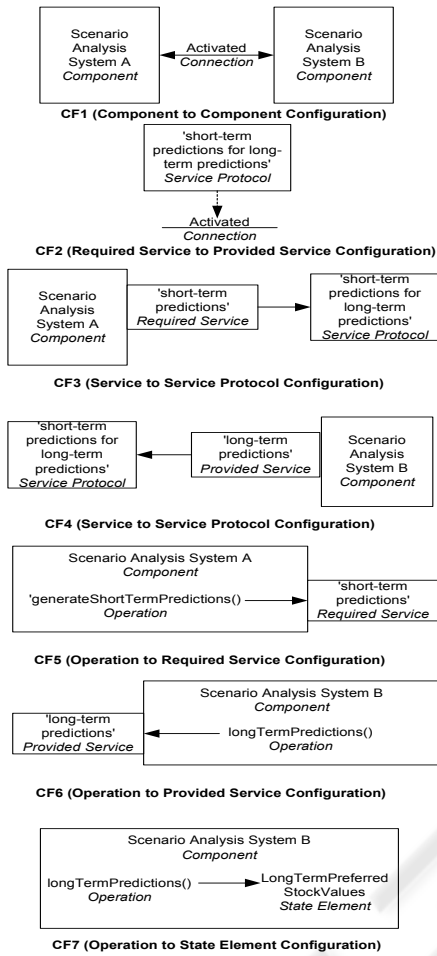 Scenario
Analysis
System A
Component
Activated
Connection
Scenario
Analysis
System B
Component
CF1 (Component to Component Configuration)
'short-term
predictions for long-
term predictions'
Service Protocol
Activated
Connection
CF2 (Required Service to Provided Service Configuration)
Scenario
Analysis
System A
Component
'short-term
predictions'
Required Service
'short-term
predictions for
long-term
predictions'
Service Protocol
CF3 (Service to Service Protocol Configuration)
'short-term
predictions for
long-term
predictions'
Service Protocol
'long-term
predictions'
Provided Service
Scenario
Analysis
System B
Component
CF4 (Service to Service Protocol Configuration)
Scenario Analysis System A
Component
'generateShortTermPredictions()
Operation
'short-term
predictions'
Required Service
CF5 (Operation to Required Service Configuration)
'long-term
predictions'
Provided Service
Scenario Analysis System B
Component
longTermPredictions()
Operation
CF6 (Operation to Provided Service Configuration)
Scenario Analysis System B
Component
longTermPredictions()
Operation
LongTermPreferred
StockValues
State Element
CF7 (Operation to State Element Configuration)